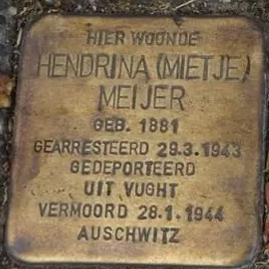 HIER WOONDE
HENDRINA (MIETJE)
MEIJER
GEB. 1881
GEARRESTEERD 28.3.1943
GEDEPORTEERD
UIT VUGHT
VERMOORD 28.1.1944
AUSCHWITZ